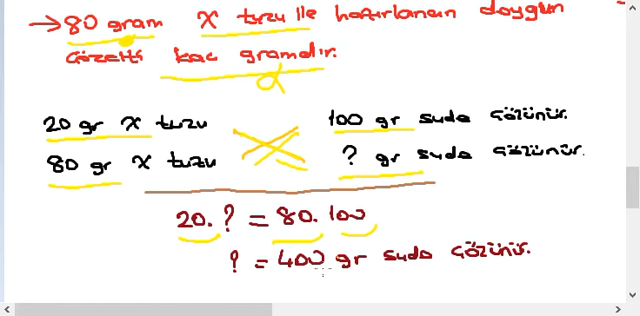 → 80 gram X tuzu ile hazırlanan doygun
çözelti kaç gramdır.
20 gr X tuzu 100 gr suda çözünür.
80 gr X tuzu ? gr suda çözünür.
20. ? = 80. 100
? = 400 gr suda çözünür.